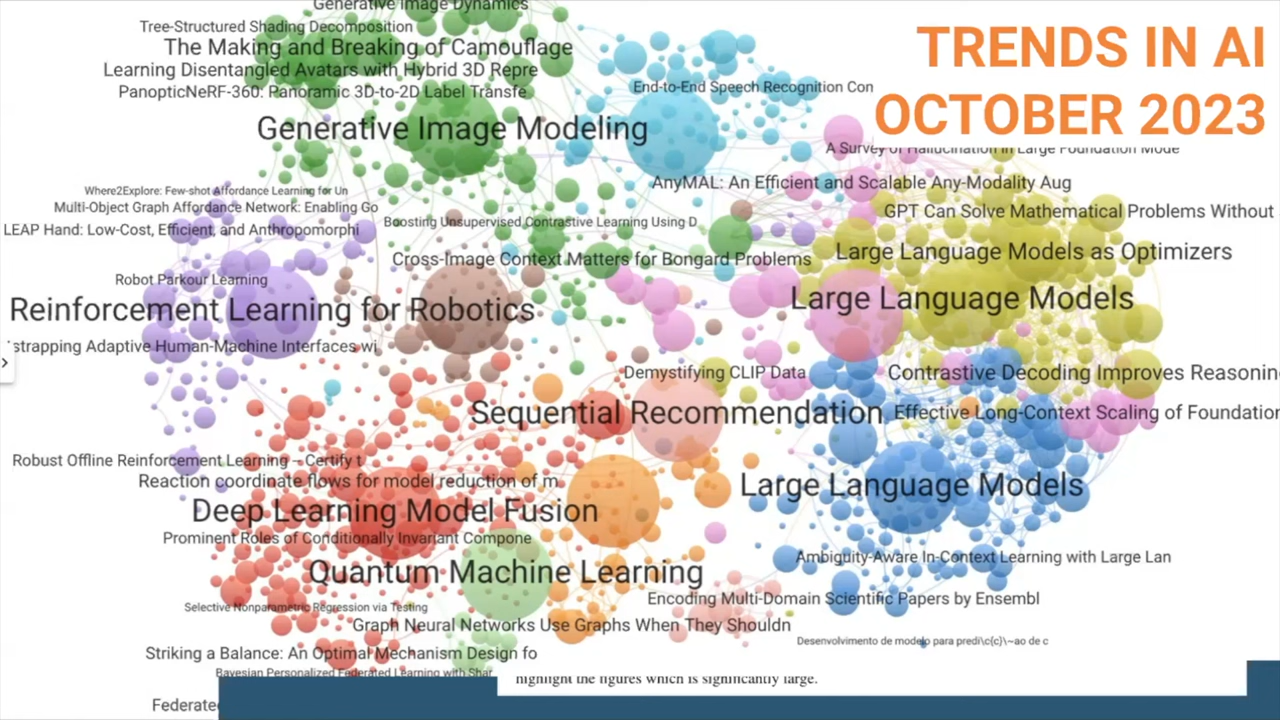 Generative Image Dynamics
TRENDS IN AI
OCTOBER 2023
Tree-Structured Shading Decomposition
The Making and Breaking of Camouflage
Learning Disentangled Avatars with Hybrid 3D Repre
PanopticNeRF-360: Panoramic 3D-to-2D Label Transfe
End-to-End Speech Recognition Con
Generative Image Modeling
A Survey of Hallucination in Large Foundation Mode
AnyMAL: An Efficient and Scalable Any-Modality Aug
Where2Explore: Few-shot Affordance Learning for Un
Multi-Object Graph Affordance Network: Enabling Go
GPT Can Solve Mathematical Problems Without
Boosting Unsupervised Contrastive Learning Using D
LEAP Hand: Low-Cost, Efficient, and Anthropomorphi
Large Language Models as Optimizers
Cross-Image Context Matters for Bongard Problems
Robot Parkour Learning
Large Language Models
Reinforcement Learning for Robotics
strapping Adaptive Human-Machine Interfaces wi
Demystifying CLIP Data
Contrastive Decoding Improves Reasonin
Sequential Recommendation
Effective Long-Context Scaling of Foundation
Robust Offline Reinforcement Learning -- Certify t
Reaction coordinate flows for model reduction of m
Large Language Models
Deep Learning Model Fusion
Prominent Roles of Conditionally Invariant Compone
Ambiguity-Aware In-Context Learning with Large Lan
Quantum Machine Learning
Encoding Multi-Domain Scientific Papers by Ensembl
Selective Nonparametric Regression via Testing
Graph Neural Networks Use Graphs When They Shouldn
Desenvolvimento de modelo para predi\c{c}\~ao de c
Striking a Balance: An Optimal Mechanism Design fo
Bayesian Personalized Federated Learning with Shar
highlight the figures which is significantly large.
Federate